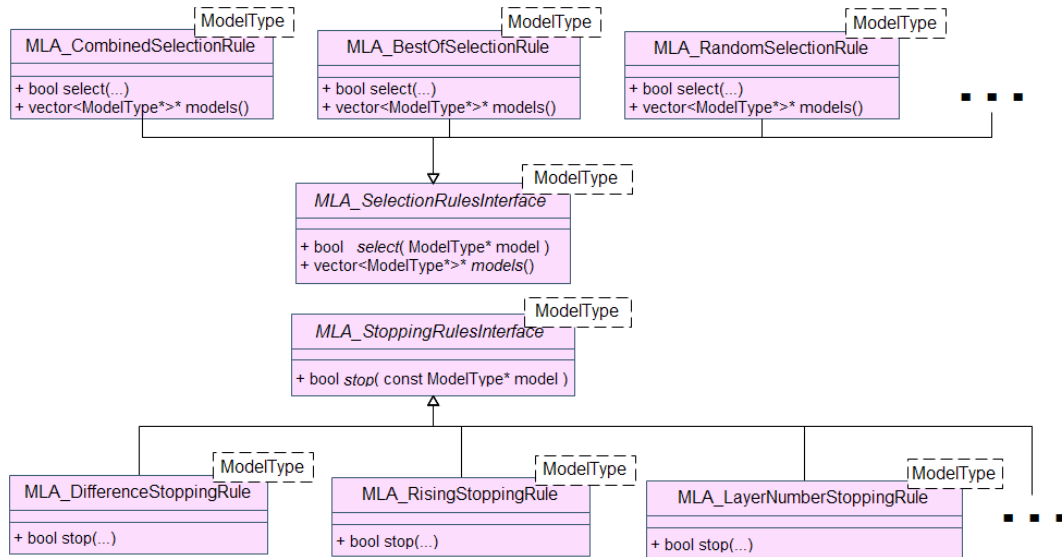 ModelType
MLA_CombinedSelectionRule
+ bool select(...)
+ vector<ModelType*>* models()
ModelType
MLA_BestOfSelectionRule
+ bool select(...)
+ vector<ModelType*>* models()
ModelType
MLA_RandomSelectionRule
+ bool select(...)
+ vector<ModelType*>* models()
...
ModelType
MLA_SelectionRulesInterface
+ bool select( ModelType* model )
+ vector<ModelType*>* models()
ModelType
MLA_StoppingRulesInterface
+ bool stop( const ModelType* model )
ModelType
MLA_DifferenceStoppingRule
+ bool stop(...)
ModelType
MLA_RisingStoppingRule
+ bool stop(...)
ModelType
MLA_LayerNumberStoppingRule
+ bool stop(...)
...